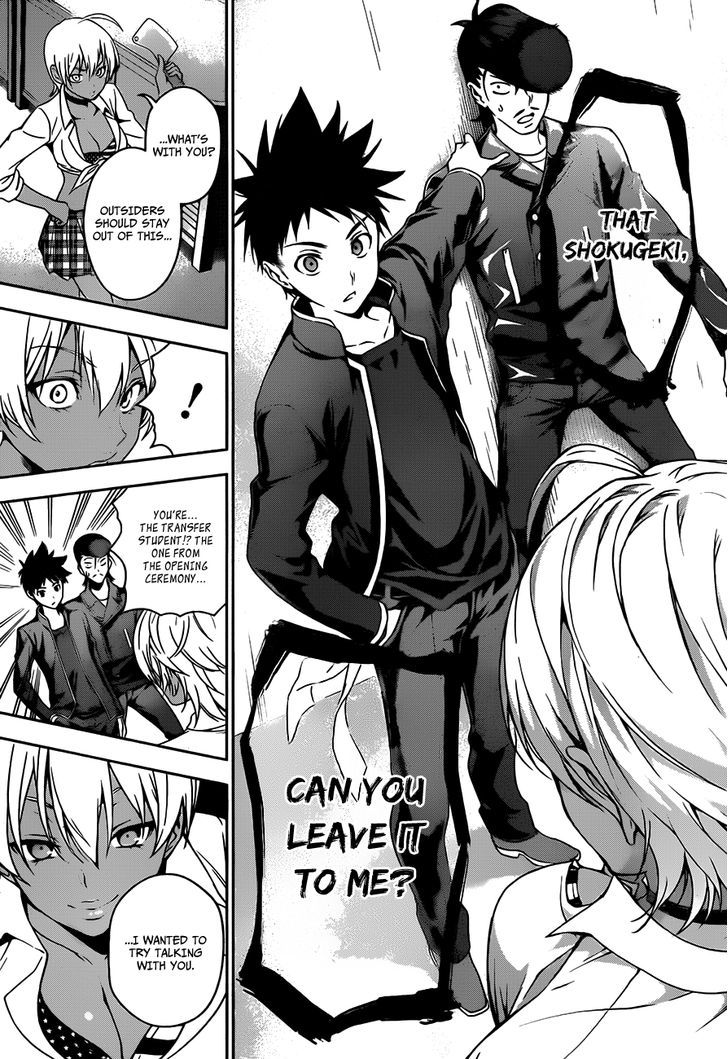 THAT
SHOKUGEKI,
CAN YOU
LEAVE IT
TO ME?
...WHAT'S
WITH YOU?
OUTSIDERS
SHOULD STAY
OUT OF THIS...
!
YOU'RE...
THE TRANSFER
STUDENT!? THE
ONE FROM
THE OPENING
CEREMONY...
...I WANTED TO
TRY TALKING
WITH YOU.